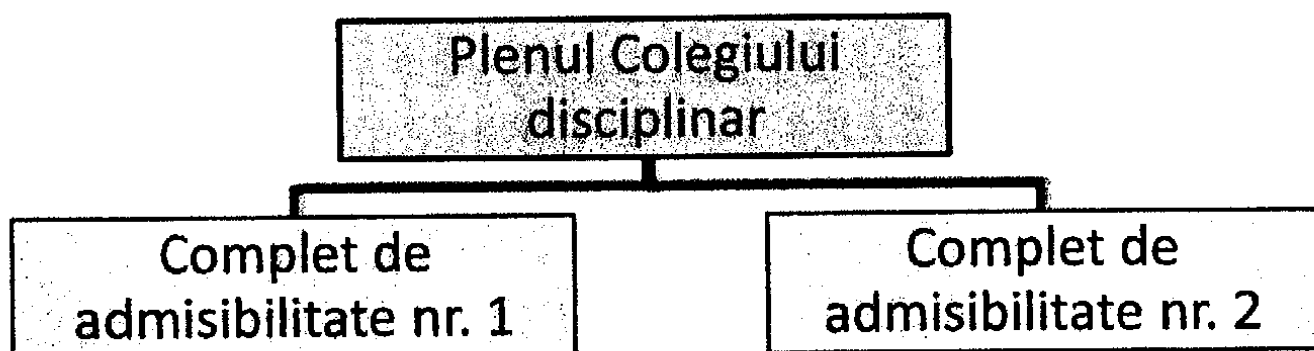 Plenul Colegiului
disciplinar
Complet de
admisibilitate nr. 1
Complet de
admisibilitate nr. 2